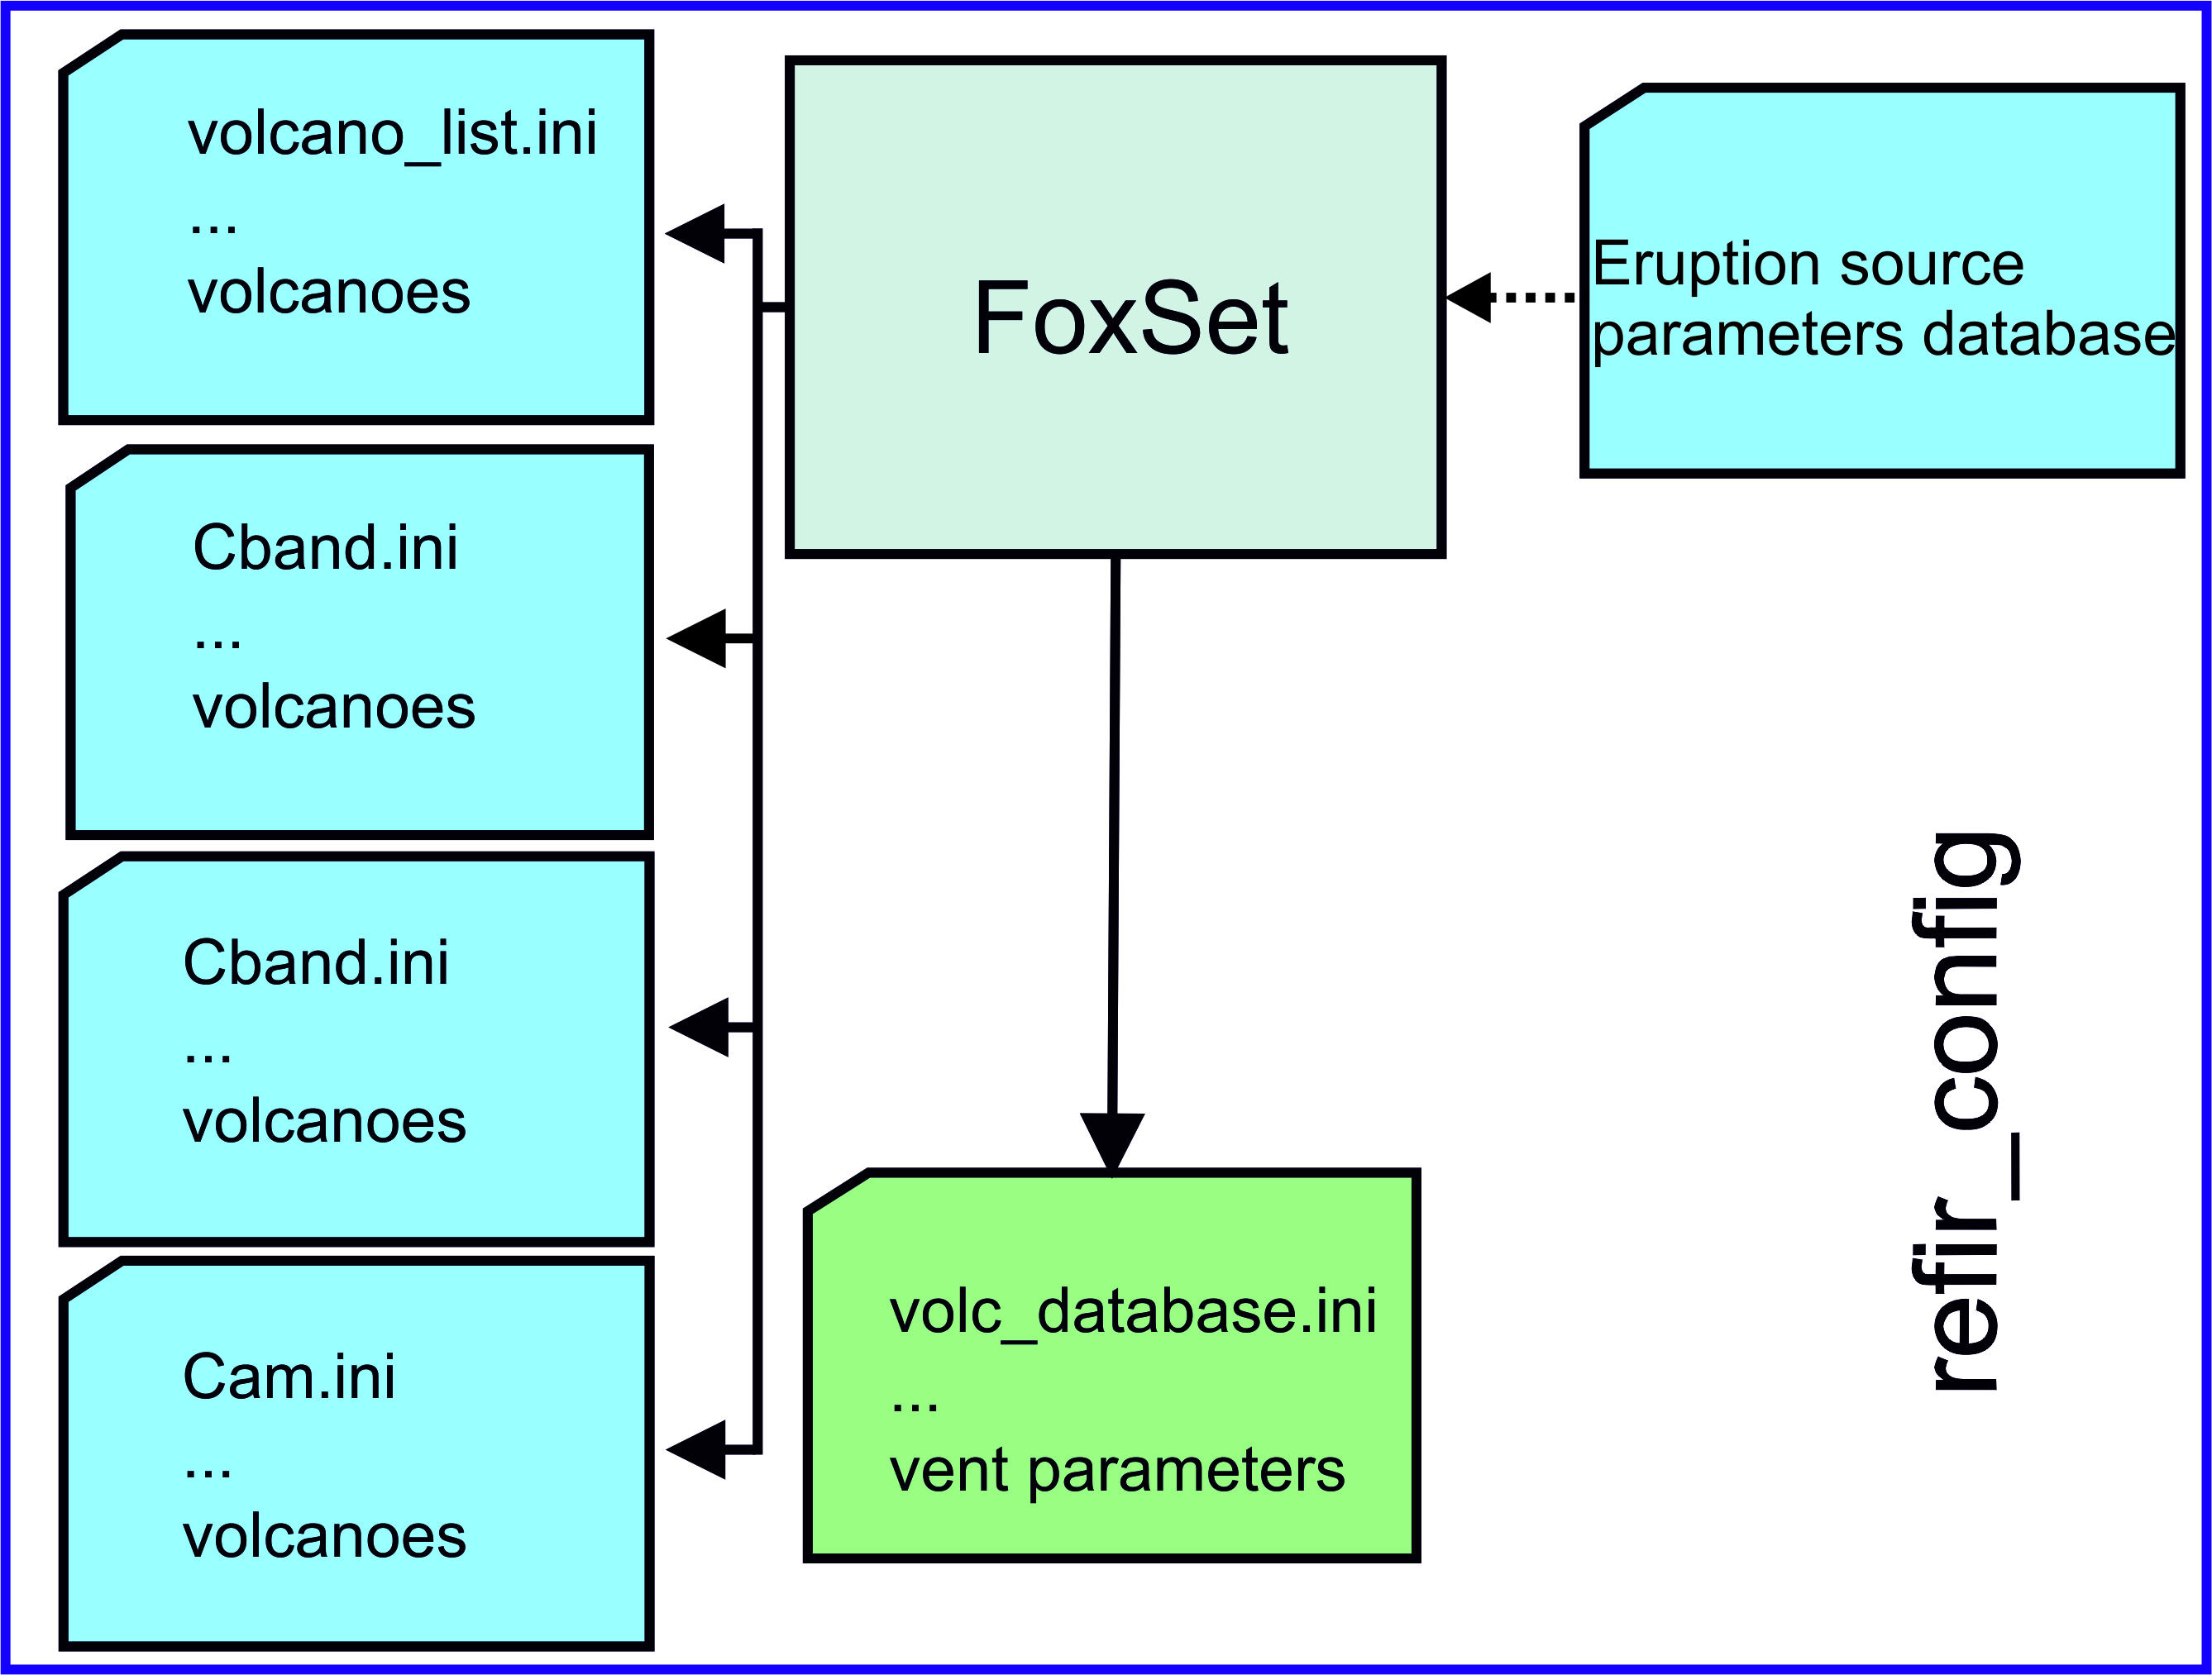 volcano_list.ini
...
volcanoes
Cband.ini
...
volcanoes
Cband.ini
...
volcanoes
Cam.ini
...
volcanoes
FoxSet
volc_database.ini
...
vent parameters
Eruption source
parameters database
refir_config